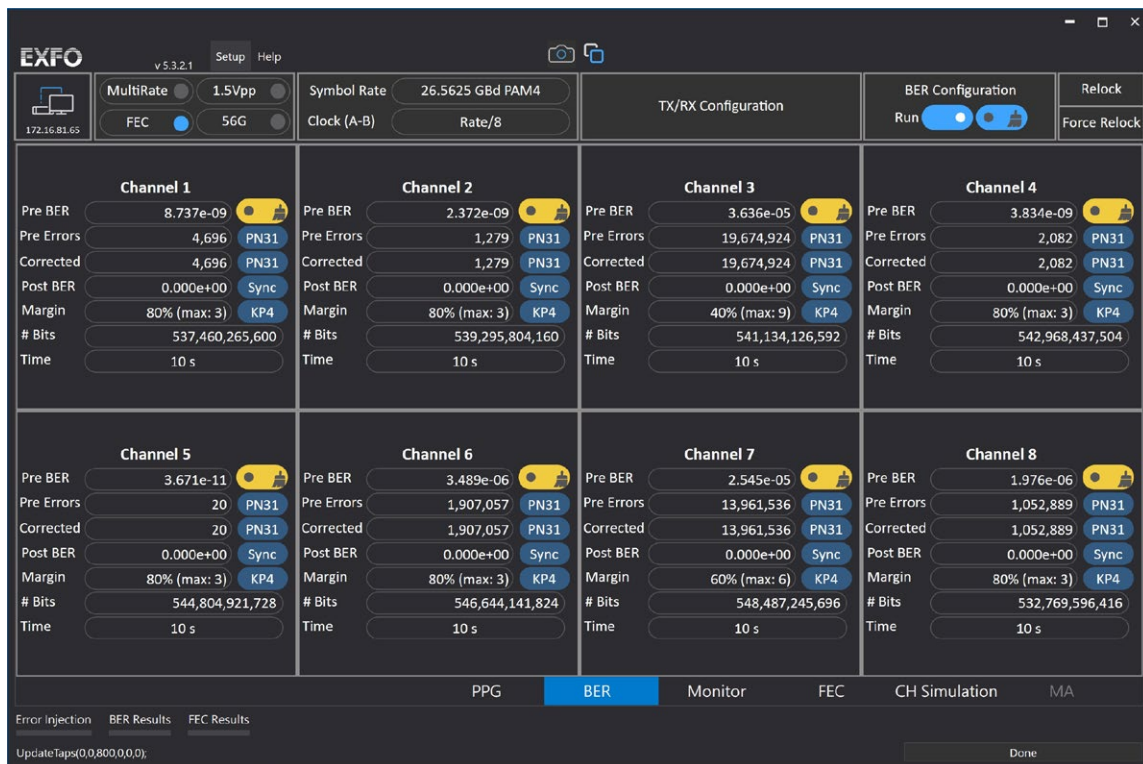 EXFO
v 5.3.2.1
Setup Help
172.16.81.65
MultiRate 1.5Vpp
FEC 56G
Symbol Rate 26.5625 GBd PAM4
Clock (A-B) Rate/8
TX/RX Configuration
BER Configuration
Run
Relock
Force Relock
Channel 1
Pre BER 8.737e-09
Pre Errors 4,696 PN31
Corrected 4,696 PN31
Post BER 0.000e+00 Sync
Margin 80% (max: 3) KP4
# Bits 537,460,265,600
Time 10 s
Channel 2
Pre BER 2.372e-09
Pre Errors 1,279 PN31
Corrected 1,279 PN31
Post BER 0.000e+00 Sync
Margin 80% (max: 3) KP4
# Bits 539,295,804,160
Time 10 s
Channel 3
Pre BER 3.636e-05
Pre Errors 19,674,924 PN31
Corrected 19,674,924 PN31
Post BER 0.000e+00 Sync
Margin 40% (max: 9) KP4
# Bits 541,134,126,592
Time 10 s
Channel 4
Pre BER 3.834e-09
Pre Errors 2,082 PN31
Corrected 2,082 PN31
Post BER 0.000e+00 Sync
Margin 80% (max: 3) KP4
# Bits 542,968,437,504
Time 10 s
Channel 5
Pre BER 3.671e-11
Pre Errors 20 PN31
Corrected 20 PN31
Post BER 0.000e+00 Sync
Margin 80% (max: 3) KP4
# Bits 544,804,921,728
Time 10 s
Channel 6
Pre BER 3.489e-06
Pre Errors 1,907,057 PN31
Corrected 1,907,057 PN31
Post BER 0.000e+00 Sync
Margin 80% (max: 3) KP4
# Bits 546,644,141,824
Time 10 s
Channel 7
Pre BER 2.545e-05
Pre Errors 13,961,536 PN31
Corrected 13,961,536 PN31
Post BER 0.000e+00 Sync
Margin 60% (max: 6) KP4
# Bits 548,487,245,696
Time 10 s
Channel 8
Pre BER 1.976e-06
Pre Errors 1,052,889 PN31
Corrected 1,052,889 PN31
Post BER 0.000e+00 Sync
Margin 80% (max: 3) KP4
# Bits 532,769,596,416
Time 10 s
PPG BER Monitor FEC CH Simulation MA
Error Injection BER Results FEC Results
UpdateTaps(0,0,800,0,0,0);
Done